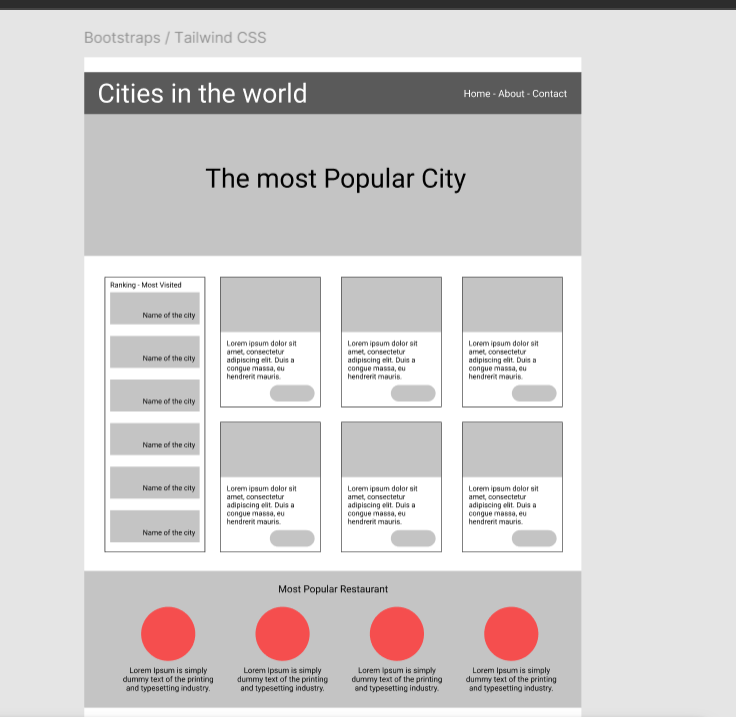 Bootstraps / Tailwind CSS
Cities in the world
Home - About - Contact
The most Popular City
Ranking - Most Visited
Name of the city
Name of the city
Name of the city
Name of the city
Name of the city
Name of the city
Lorem ipsum dolor sit
amet, consectetur
adipiscing elit. Duis a
congue massa, eu
hendrerit mauris.
Lorem ipsum dolor sit
amet, consectetur
adipiscing elit. Duis a
congue massa, eu
hendrerit mauris.
Lorem ipsum dolor sit
amet, consectetur
adipiscing elit. Duis a
congue massa, eu
hendrerit mauris.
Lorem ipsum dolor sit
amet, consectetur
adipiscing elit. Duis a
congue massa, eu
hendrerit mauris.
Lorem ipsum dolor sit
amet, consectetur
adipiscing elit. Duis a
congue massa, eu
hendrerit mauris.
Lorem ipsum dolor sit
amet, consectetur
adipiscing elit. Duis a
congue massa, eu
hendrerit mauris.
Most Popular Restaurant
Lorem Ipsum is simply
dummy text of the printing
and typesetting industry.
Lorem Ipsum is simply
dummy text of the printing
and typesetting industry.
Lorem Ipsum is simply
dummy text of the printing
and typesetting industry.
Lorem Ipsum is simply
dummy text of the printing
and typesetting industry.